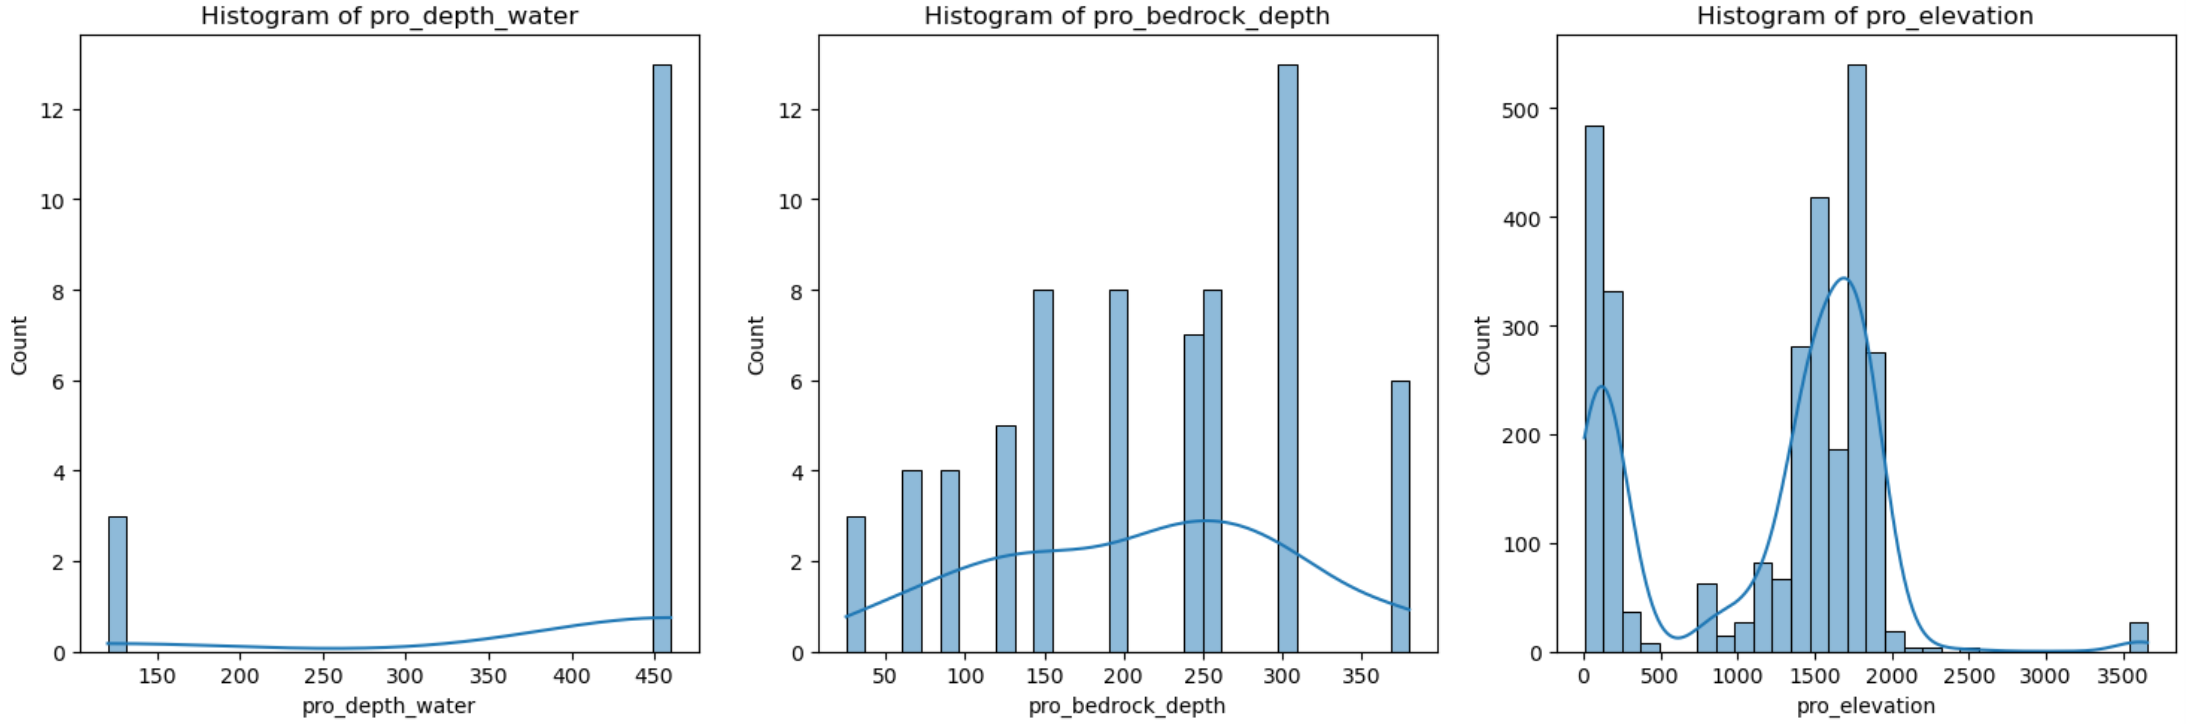 Histogram of pro_depth_water
12
10
8
6
4
2
0
Count
150 200 250 300 350 400 450
pro_depth_water
Histogram of pro_bedrock_depth
12
10
8
6
4
2
0
Count
50 100 150 200 250 300 350
pro_bedrock_depth
Histogram of pro_elevation
500
400
300
200
100
0
Count
0 500 1000 1500 2000 2500 3000 3500
pro_elevation